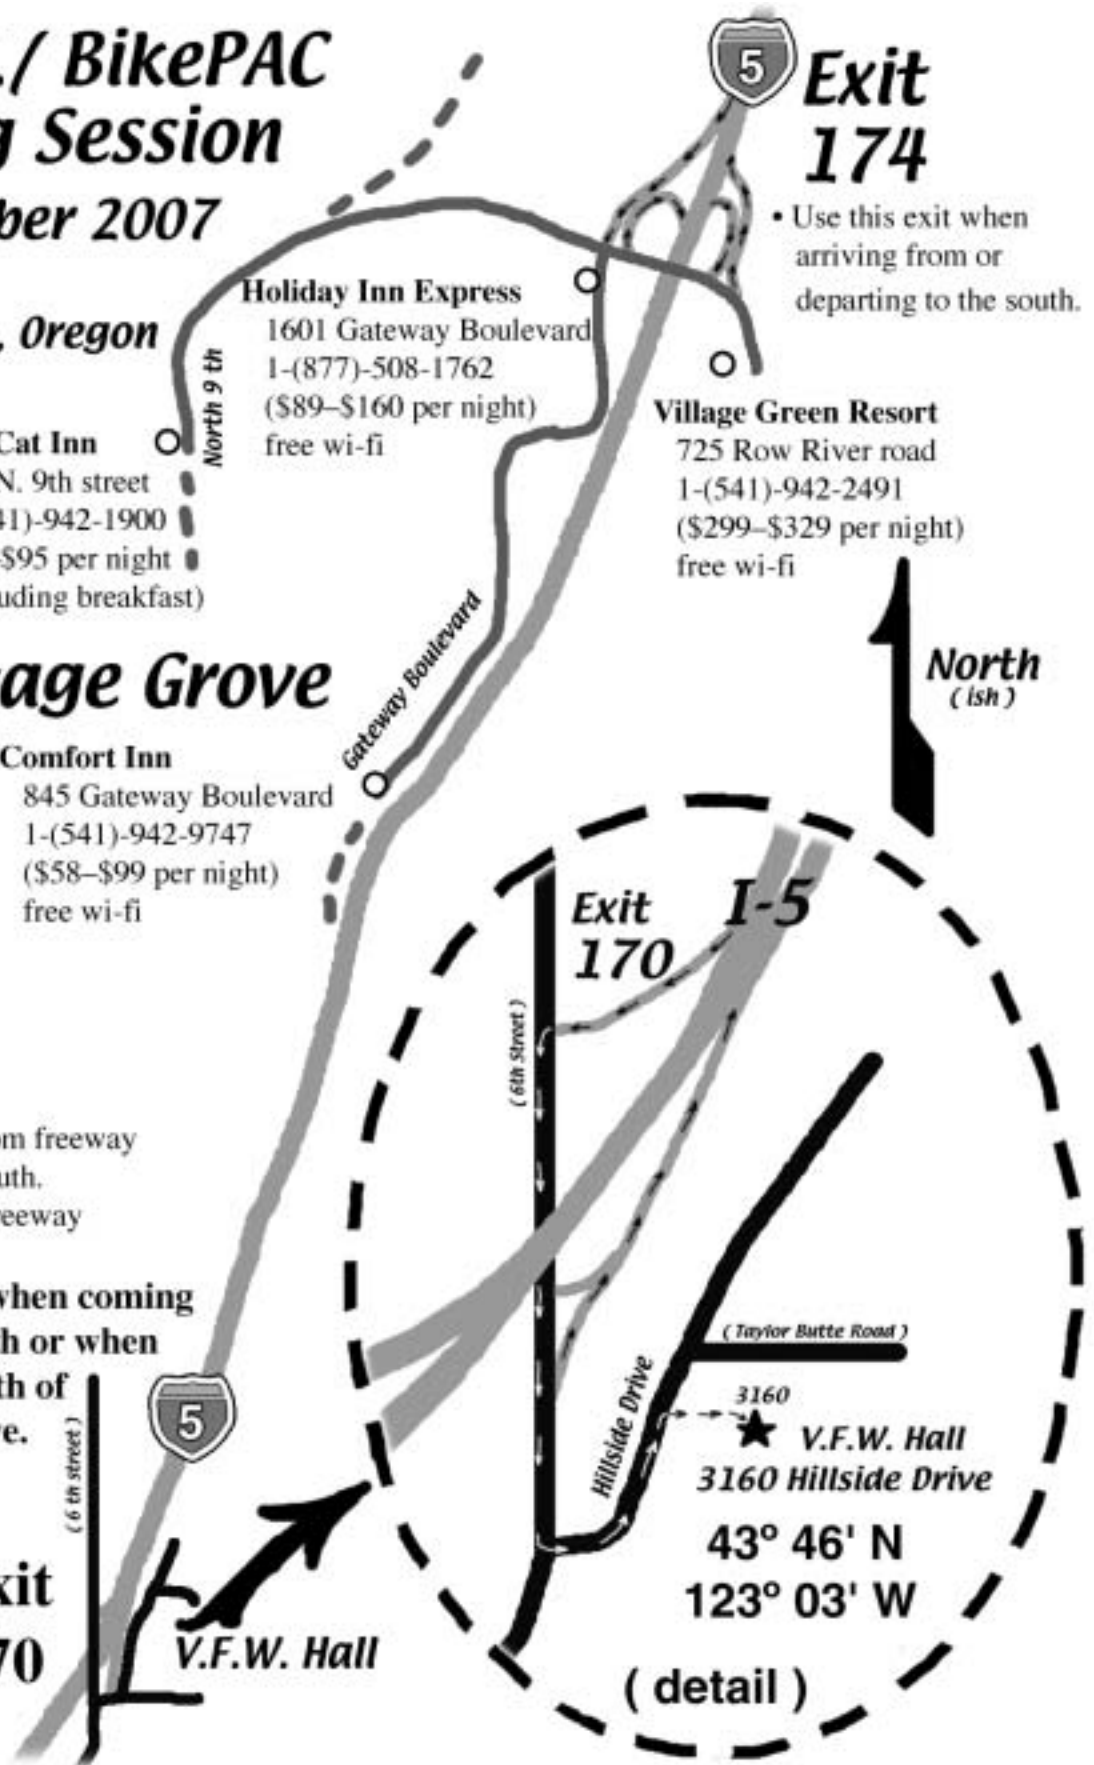 ./ BikePAC
g Session
ber 2007
, Oregon
5
Exit
174
• Use this exit when
arriving from or
departing to the south.
Holiday Inn Express
1601 Gateway Boulevard
1-(877)-508-1762
($89–$160 per night)
free wi-fi
North 9 th
Cat Inn
N. 9th street
41)-942-1900
-$95 per night
uding breakfast)
Village Green Resort
725 Row River road
1-(541)-942-2491
($299–$329 per night)
free wi-fi
North
( ish )
age Grove
Gateway Boulevard
Comfort Inn
845 Gateway Boulevard
1-(541)-942-9747
($58–$99 per night)
free wi-fi
Exit
170
I-5
( 6th Street )
om freeway
uth.
reeway
when coming
h or when
th of
e.
( 6 th street )
5
xit
70
V.F.W. Hall
( Taylor Butte Road )
Hillside Drive
3160
V.F.W. Hall
3160 Hillside Drive
43º 46' N
123º 03' W
( detail )